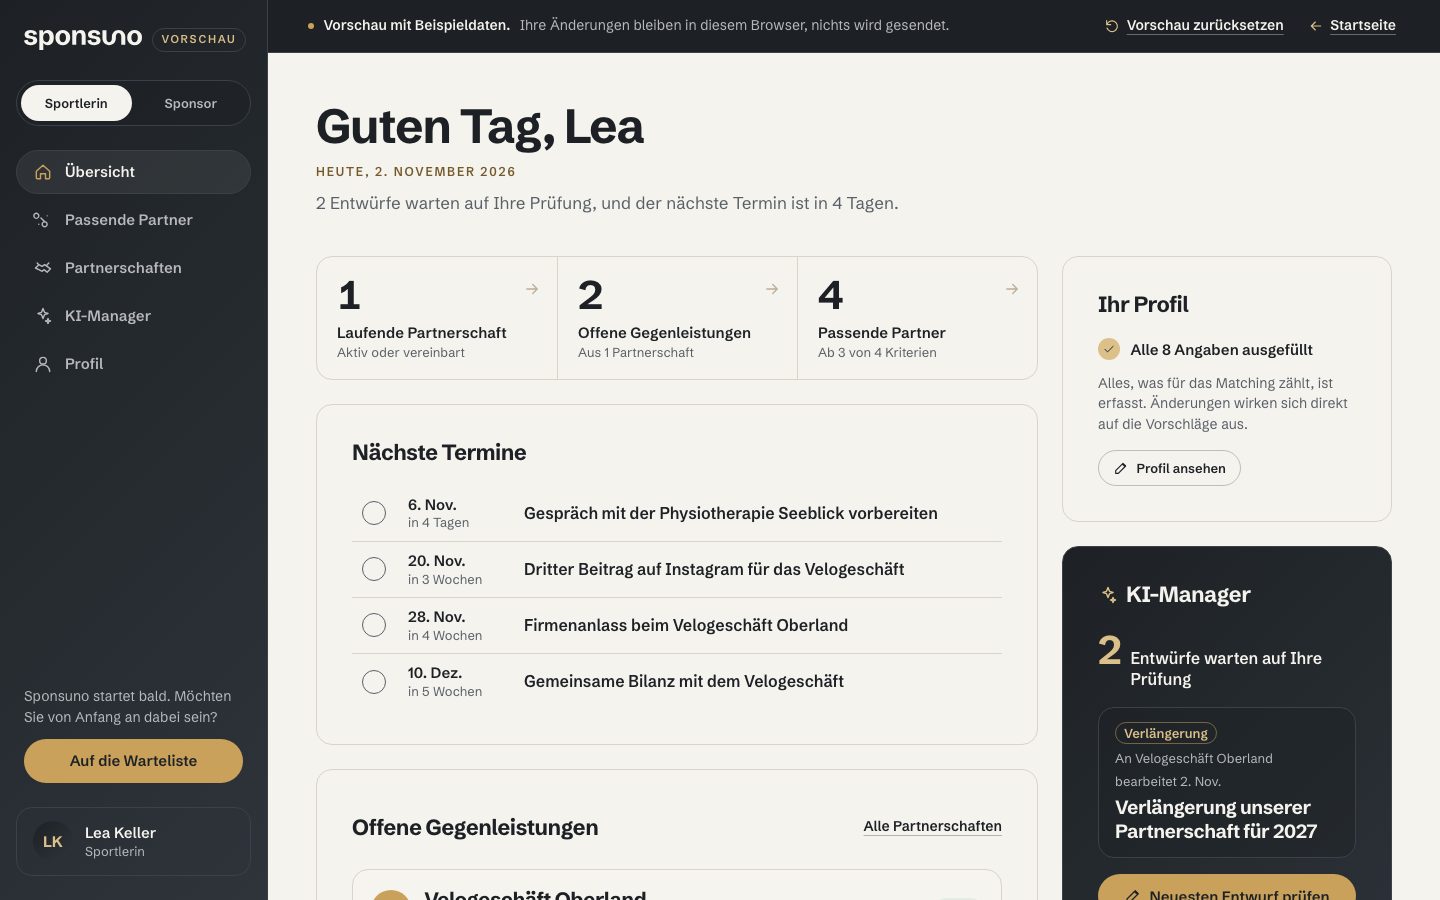 sponsuno VORSCHAU
Sportlerin Sponsor
Übersicht
Passende Partner
Partnerschaften
KI-Manager
Profil
Sponsuno startet bald. Möchten
Sie von Anfang an dabei sein?
Auf die Warteliste
LK
Lea Keller
Sportlerin
Vorschau mit Beispieldaten. Ihre Änderungen bleiben in diesem Browser, nichts wird gesendet.
Vorschau zurücksetzen
Startseite
Guten Tag, Lea
HEUTE, 2. NOVEMBER 2026
2 Entwürfe warten auf Ihre Prüfung, und der nächste Termin ist in 4 Tagen.
1
Laufende Partnerschaft
Aktiv oder vereinbart
2
Offene Gegenleistungen
Aus 1 Partnerschaft
4
Passende Partner
Ab 3 von 4 Kriterien
Nächste Termine
6. Nov.
in 4 Tagen
Gespräch mit der Physiotherapie Seeblick vorbereiten
20. Nov.
in 3 Wochen
Dritter Beitrag auf Instagram für das Velogeschäft
28. Nov.
in 4 Wochen
Firmenanlass beim Velogeschäft Oberland
10. Dez.
in 5 Wochen
Gemeinsame Bilanz mit dem Velogeschäft
Offene Gegenleistungen
Alle Partnerschaften
Velogeschäft Oberland
Ihr Profil
Alle 8 Angaben ausgefüllt
Alles, was für das Matching zählt, ist
erfasst. Änderungen wirken sich direkt
auf die Vorschläge aus.
Profil ansehen
KI-Manager
2 Entwürfe warten auf Ihre
Prüfung
Verlängerung
An Velogeschäft Oberland
bearbeitet 2. Nov.
Verlängerung unserer
Partnerschaft für 2027
Neuesten Entwurf prüfen